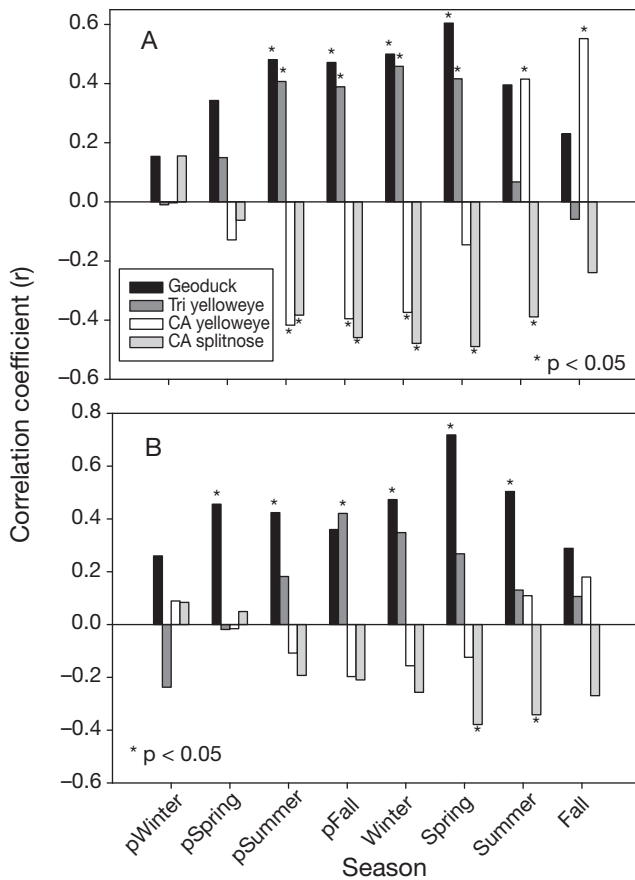 Correlation coefficient (r)
A
0.6
0.4
0.2
0.0
–0.2
–0.4
–0.6
* * * * * * * * * *
Geoduck
Tri yelloweye
CA yelloweye
CA splitnose
* * * * * * * * *
* p < 0.05
B
0.8
0.6
0.4
0.2
0.0
–0.2
–0.4
–0.6
* * * * * *
* *
* p < 0.05
pWinter
pSpring
pSummer
pFall
Winter
Spring
Summer
Fall
Season